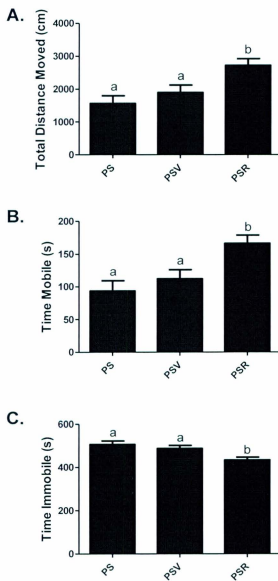 A.
Total Distance Moved (cm)
4000
3000
2000
1000
0
a
a
b
PS
PSV
PSR
B.
Time Mobile (s)
200
150
100
50
0
a
a
b
PS
PSV
PSR
C.
Time Immobile (s)
600
400
200
0
a
a
b
PS
PSV
PSR